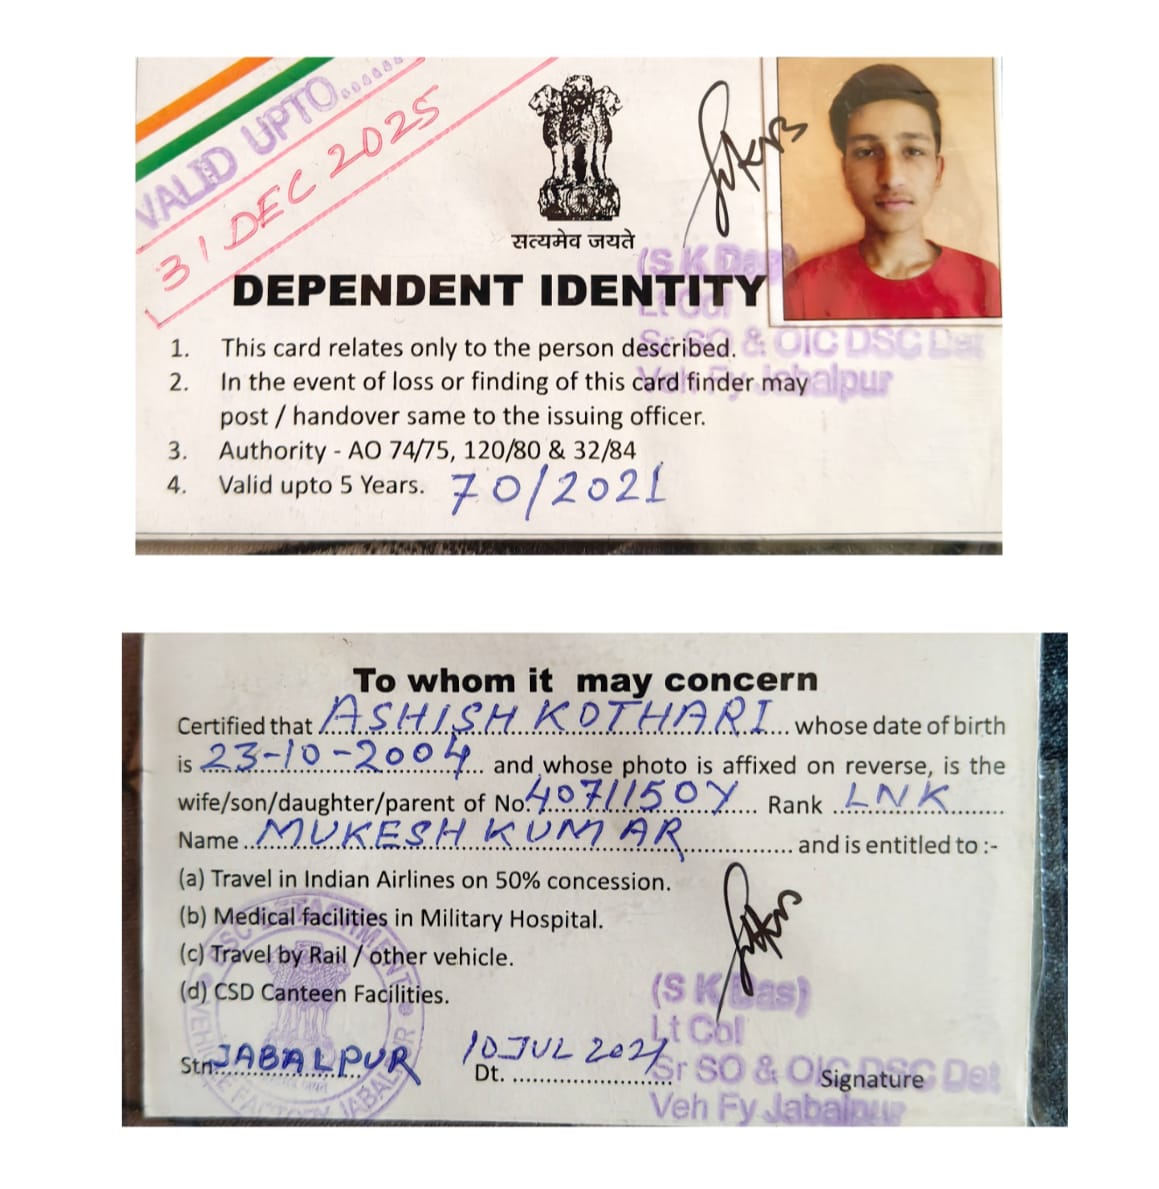 VALID UPTO........
31 DEC 2025
सत्यमेव जयते
DEPENDENT IDENTITY
(S K Das)
Lt Col
Sr SO & OIC DSC Det
Veh Fy Jabalpur
1. This card relates only to the person described.
2. In the event of loss or finding of this card finder may
post / handover same to the issuing officer.
3. Authority - AO 74/75, 120/80 & 32/84
4. Valid upto 5 Years. 70/2021
To whom it may concern
Certified that ASHISH KOTHARI... whose date of birth
is 23-10-2004... and whose photo is affixed on reverse, is the
wife/son/daughter/parent of No. 4071150Y.... Rank ..LNK.......
Name ..MUKESH KUMAR............... and is entitled to :-
(a) Travel in Indian Airlines on 50% concession.
(b) Medical facilities in Military Hospital.
(c) Travel by Rail / other vehicle.
(d) CSD Canteen Facilities.
(S K Das)
Lt Col
Sr SO & OIC DSC Det
Veh Fy Jabalpur
Stn. JABALPUR
Dt. 10 JUL 2021
Signature
DSC DETACHMENT
VEHICLE FACTORY JABALPUR